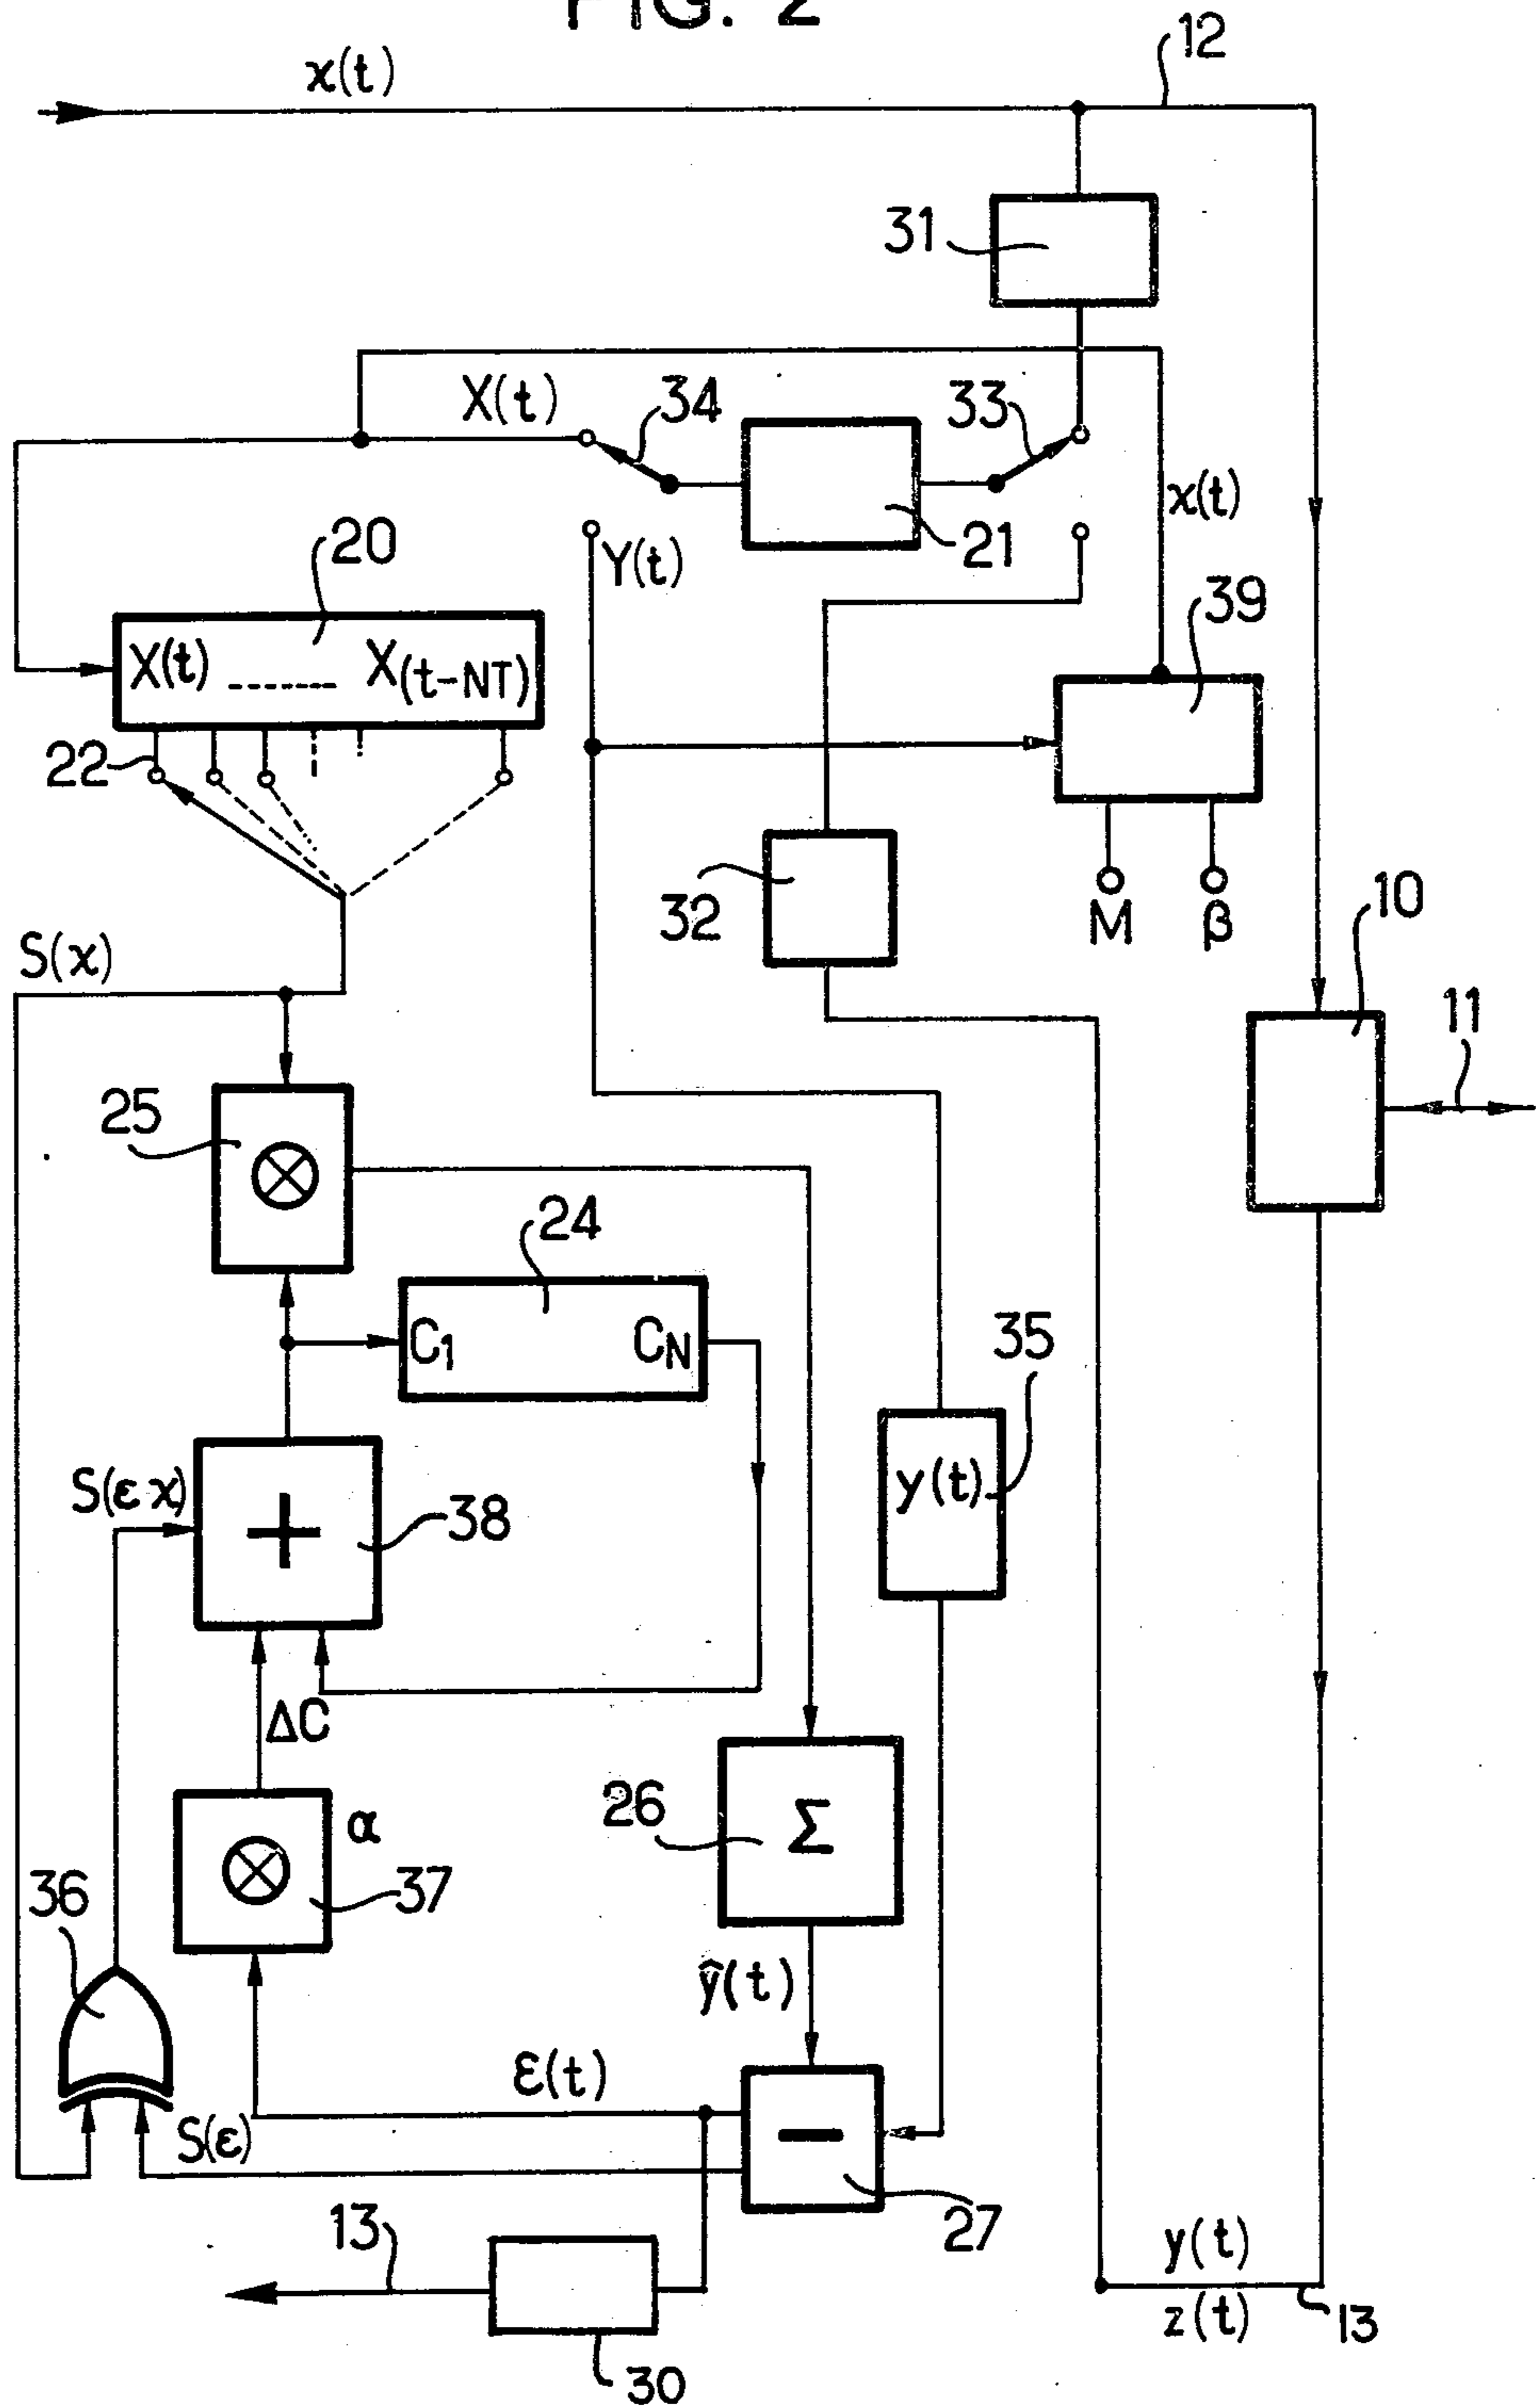 FIG. 2
x(t)
12
31
X(t)
34
33
x(t)
21
Y(t)
20
39
X(t) -------- X(t-NT)
22
32
M
β
10
S(x)
11
25
24
C1 CN
35
y(t)
S(εx)
+
38
ΔC
26
Σ
α
37
36
ŷ(t)
ε(t)
S(ε)
−
27
13
y(t)
z(t)
13
30